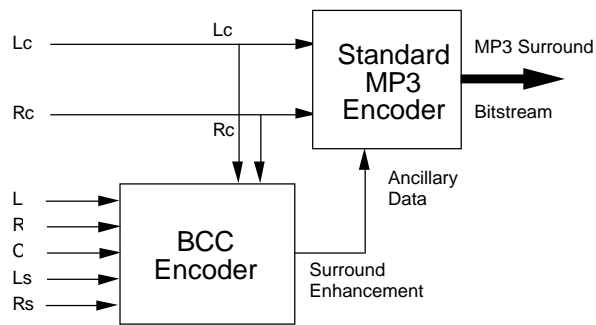 Lc
Lc
Rc
Rc
Standard
MP3
Encoder
MP3 Surround
Bitstream
Ancillary
Data
L
R
C
Ls
Rs
BCC
Encoder
Surround
Enhancement